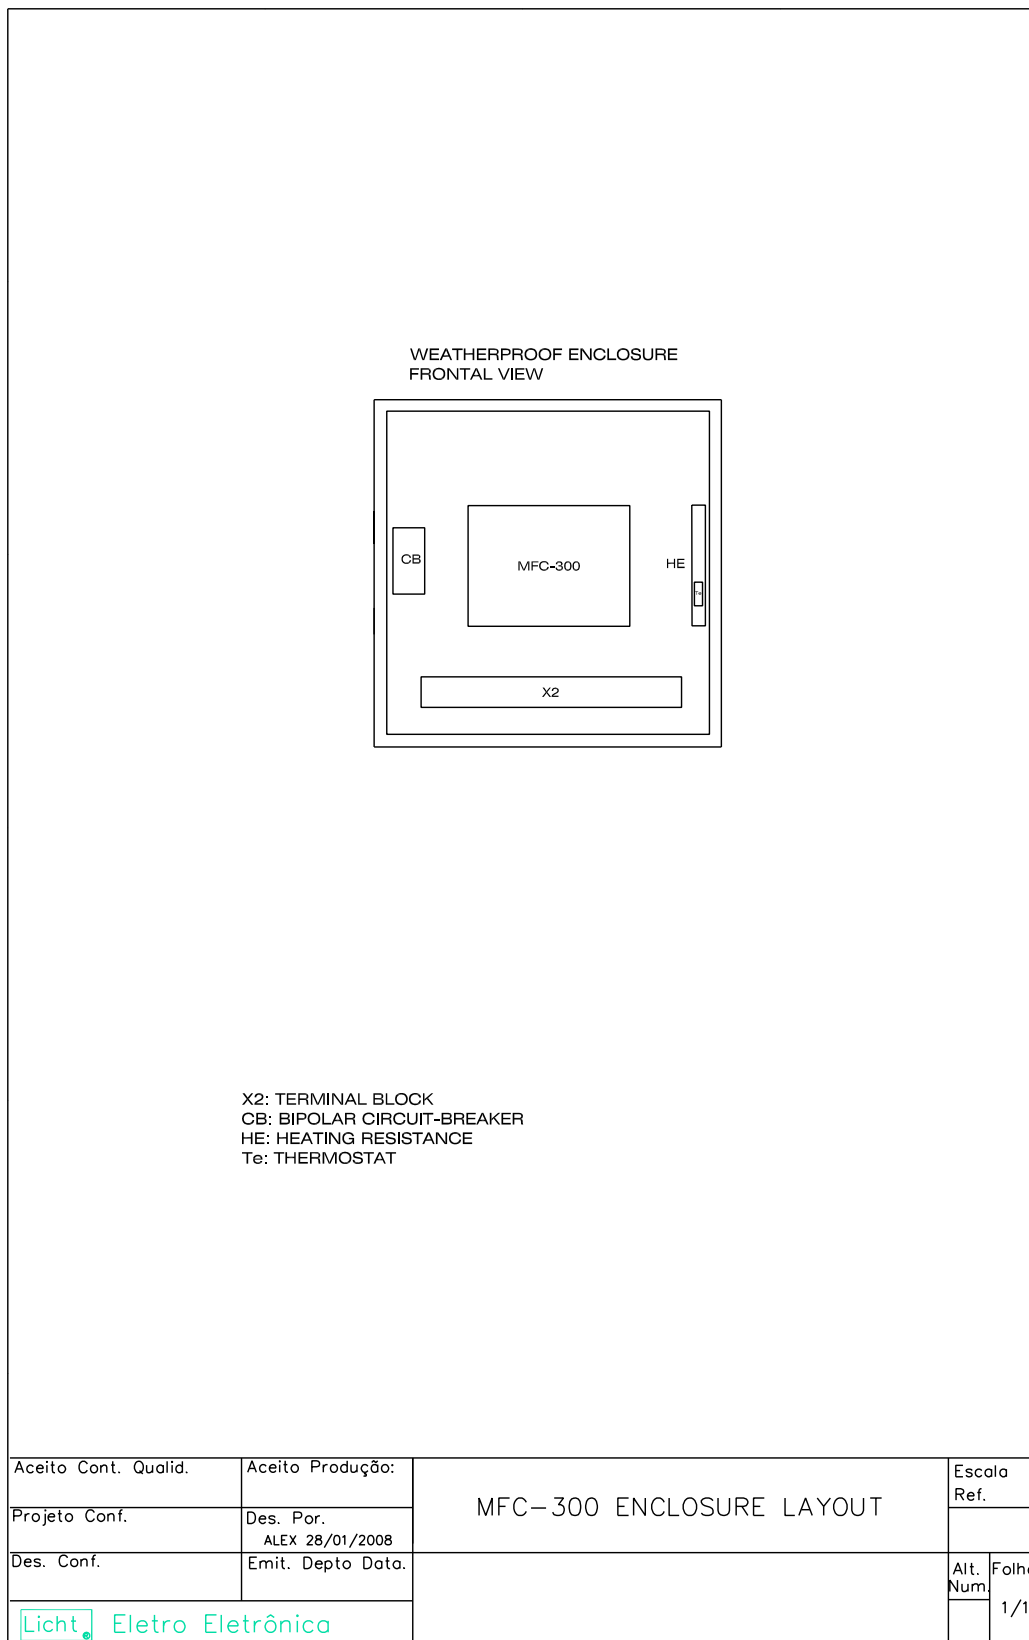 WEATHERPROOF ENCLOSURE
FRONTAL VIEW
CB
MFC-300
HE
Te
X2
X2: TERMINAL BLOCK
CB: BIPOLAR CIRCUIT-BREAKER
HE: HEATING RESISTANCE
Te: THERMOSTAT
Aceito Cont. Qualid.
Aceito Produção:
MFC-300 ENCLOSURE LAYOUT
Escala
Ref.
Projeto Conf.
Des. Por.
ALEX 28/01/2008
Des. Conf.
Emit. Depto Data.
Alt.
Num.
Folh
1/1
Licht Eletro Eletrônica